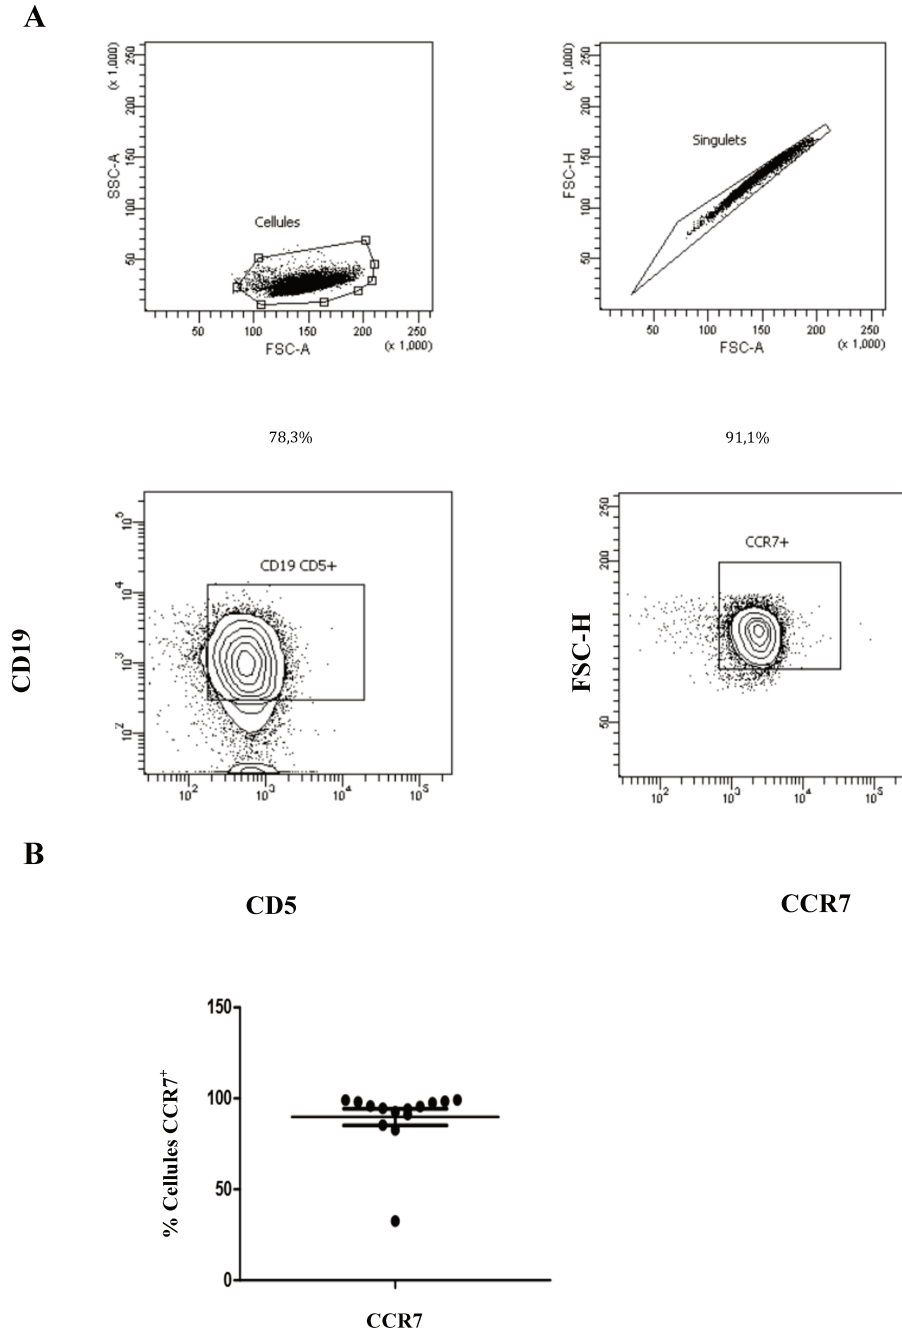 A
(x 1,000)
250
200
150
100
50
SSC-A
Cellules
50 100 150 200 250
FSC-A
(x 1,000)
(x 1,000)
250
200
150
100
50
FSC-H
Singulets
50 100 150 200 250
FSC-A
(x 1,000)
78,3%
91,1%
10^5
10^4
10^3
10^2
CD19
CD19 CD5+
10^2 10^3 10^4 10^5
250
200
50
FSC-H
CCR7+
10^2 10^3 10^4 10^5
B
CD5
CCR7
150
100
50
0
% Cellules CCR7+
CCR7